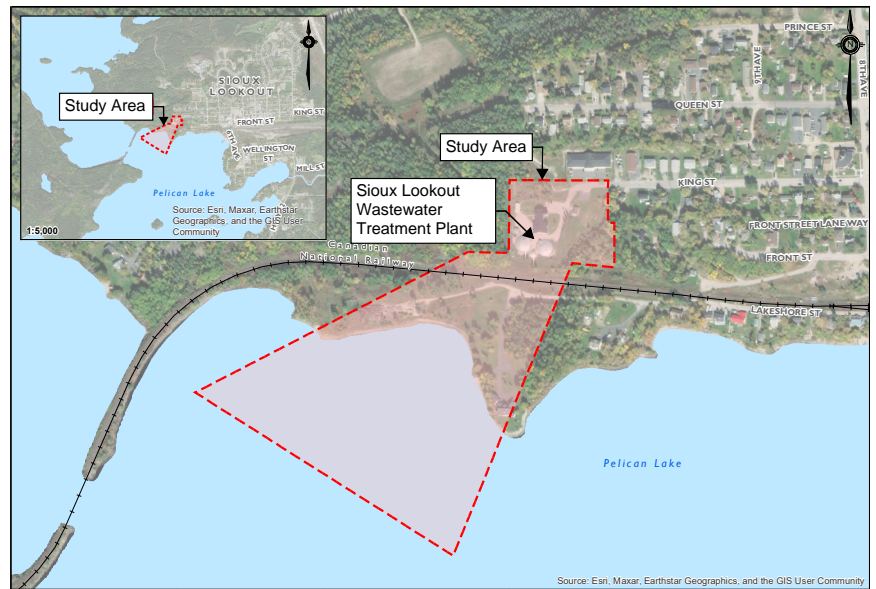 SIOUX
LOOKOUT
Study Area
KING ST
FRONT ST
6TH AVE
WELLINGTON
ST
MILL ST
Pelican Lake
Source: Esri, Maxar, Earthstar
Geographics, and the GIS User
Community
1:5,000
N
PRINCE ST
9TH AVE
8TH AVE
QUEEN ST
Study Area
KING ST
Sioux Lookout
Wastewater
Treatment Plant
FRONT STREET LANE WAY
FRONT ST
Canadian
National Railway
LAKESHORE ST
Pelican Lake
Source: Esri, Maxar, Earthstar Geographics, and the GIS User Community